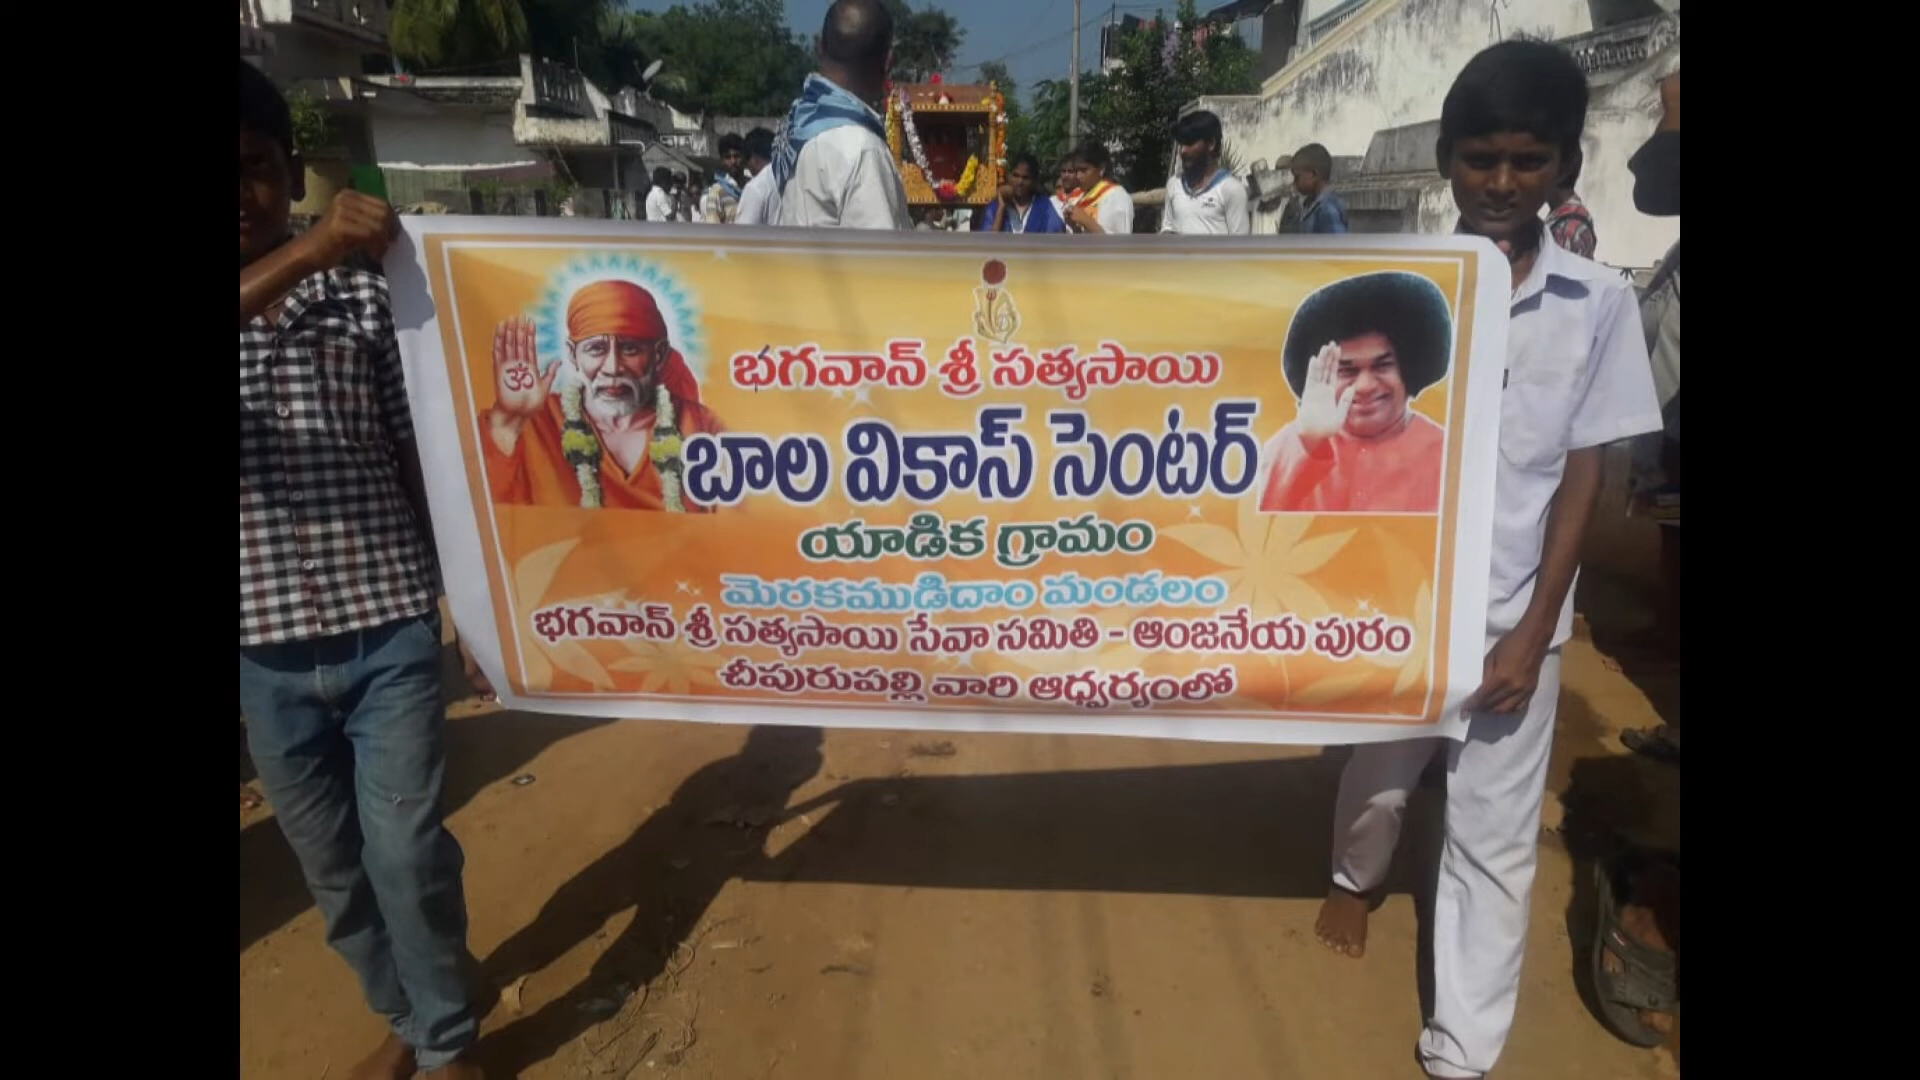 భగవాన్ శ్రీ సత్యసాయి
బాల వికాస్ సెంటర్
యాడిక గ్రామం
మెరకముడిదాం మండలం
భగవాన్ శ్రీ సత్యసాయి సేవా సమితి - ఆంజనేయ పురం
చీపురుపల్లి వారి ఆధ్వర్యంలో
ॐ